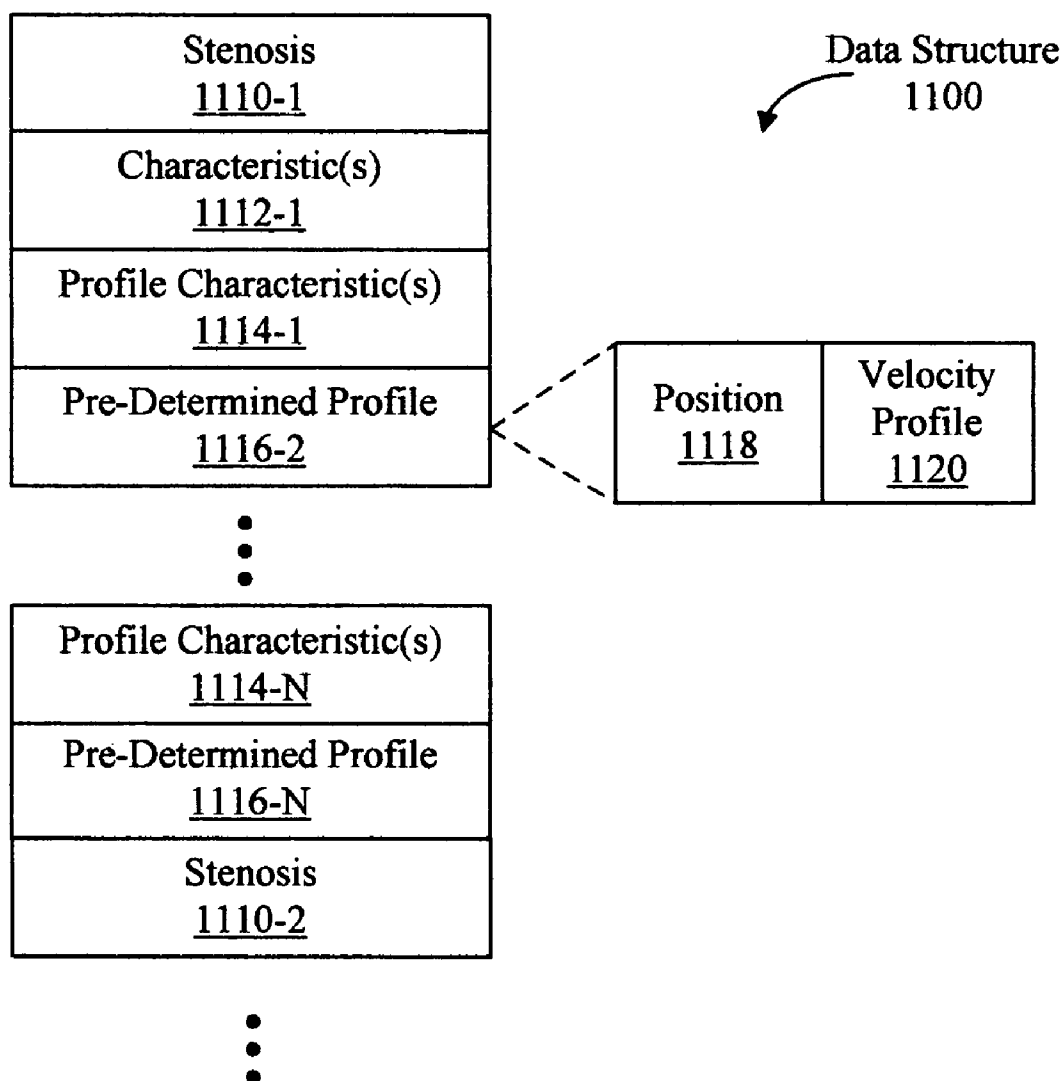 Stenosis
1110-1
Data Structure
1100
Characteristic(s)
1112-1
Profile Characteristic(s)
1114-1
Pre-Determined Profile
1116-2
Position
1118
Velocity
Profile
1120
Profile Characteristic(s)
1114-N
Pre-Determined Profile
1116-N
Stenosis
1110-2